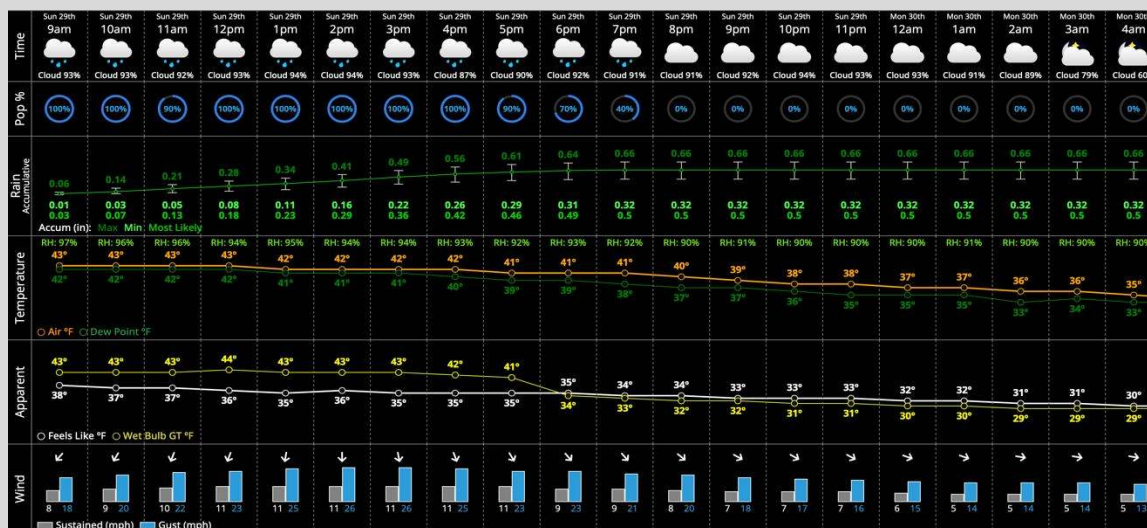 Time Sun 29th Sun 29th Sun 29th Sun 29th Sun 29th Sun 29th Sun 29th Sun 29th Sun 29th Sun 29th Sun 29th Sun 29th Sun 29th Sun 29th Sun 29th Mon 30th Mon 30th Mon 30th Mon 30th Mon 30th
9am 10am 11am 12pm 1pm 2pm 3pm 4pm 5pm 6pm 7pm 8pm 9pm 10pm 11pm 12am 1am 2am 3am 4am
Cloud 93% Cloud 93% Cloud 92% Cloud 93% Cloud 94% Cloud 94% Cloud 93% Cloud 87% Cloud 90% Cloud 92% Cloud 91% Cloud 91% Cloud 92% Cloud 94% Cloud 93% Cloud 93% Cloud 91% Cloud 89% Cloud 79% Cloud 60
Pop % 100% 100% 90% 100% 100% 100% 100% 100% 90% 70% 40% 0% 0% 0% 0% 0% 0% 0% 0% 0%
Rain
Accumulative
0.06 0.14 0.21 0.28 0.34 0.41 0.49 0.56 0.61 0.64 0.66 0.66 0.66 0.66 0.66 0.66 0.66 0.66 0.66 0.66
0.01 0.03 0.05 0.08 0.11 0.16 0.22 0.26 0.29 0.31 0.32 0.32 0.32 0.32 0.32 0.32 0.32 0.32 0.32 0.32
0.03 0.07 0.13 0.18 0.23 0.29 0.36 0.42 0.46 0.49 0.5 0.5 0.5 0.5 0.5 0.5 0.5 0.5 0.5 0.5
Accum (in): Max Min Most Likely
Temperature
RH: 97% RH: 96% RH: 96% RH: 94% RH: 95% RH: 94% RH: 94% RH: 93% RH: 92% RH: 93% RH: 92% RH: 90% RH: 91% RH: 90% RH: 90% RH: 90% RH: 91% RH: 90% RH: 90% RH: 90%
43° 43° 43° 43° 42° 42° 42° 42° 41° 41° 41° 40° 39° 38° 38° 37° 37° 36° 36° 35°
42° 42° 42° 42° 41° 41° 41° 40° 39° 39° 38° 37° 37° 36° 35° 35° 35° 33° 34° 33°
Air °F Dew Point °F
Apparent
43° 43° 43° 44° 43° 43° 43° 42° 41° 35° 34° 34° 33° 33° 33° 32° 32° 31° 31° 30°
38° 37° 37° 36° 35° 36° 35° 35° 35° 34° 33° 32° 32° 31° 31° 30° 30° 29° 29° 29°
Feels Like °F Wet Bulb GT °F
Wind
8 18 9 20 10 22 11 23 11 25 11 26 11 26 11 25 11 23 9 23 9 21 8 20 7 18 7 17 7 16 6 15 5 14 5 14 5 14 5
Sustained (mph) Gust (mph)